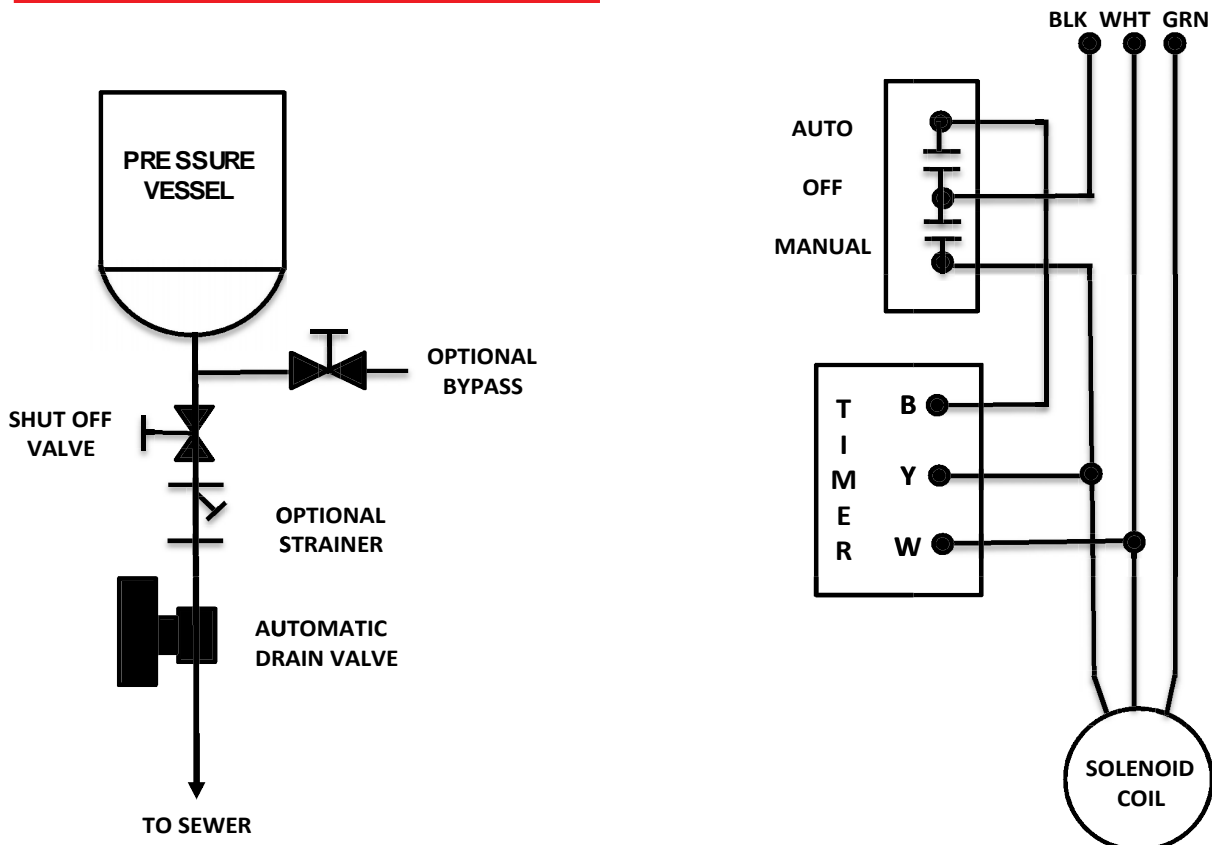 PRESSURE
VESSEL
OPTIONAL
BYPASS
SHUT OFF
VALVE
OPTIONAL
STRAINER
AUTOMATIC
DRAIN VALVE
TO SEWER
BLK WHT GRN
AUTO
OFF
MANUAL
T
I
M
E
R
B
Y
W
SOLENOID
COIL